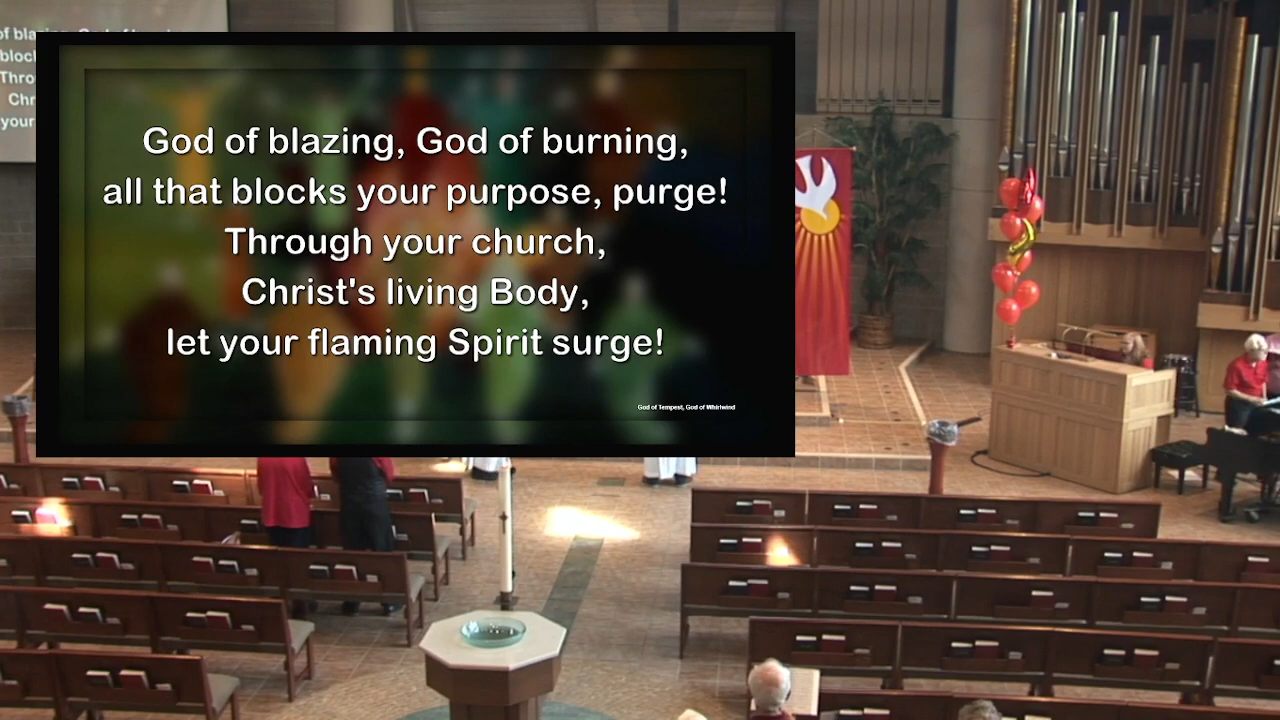 God of blazing, God of burning,
all that blocks your purpose, purge!
Through your church,
Christ's living Body,
let your flaming Spirit surge!
God of Tempest, God of Whirlwind